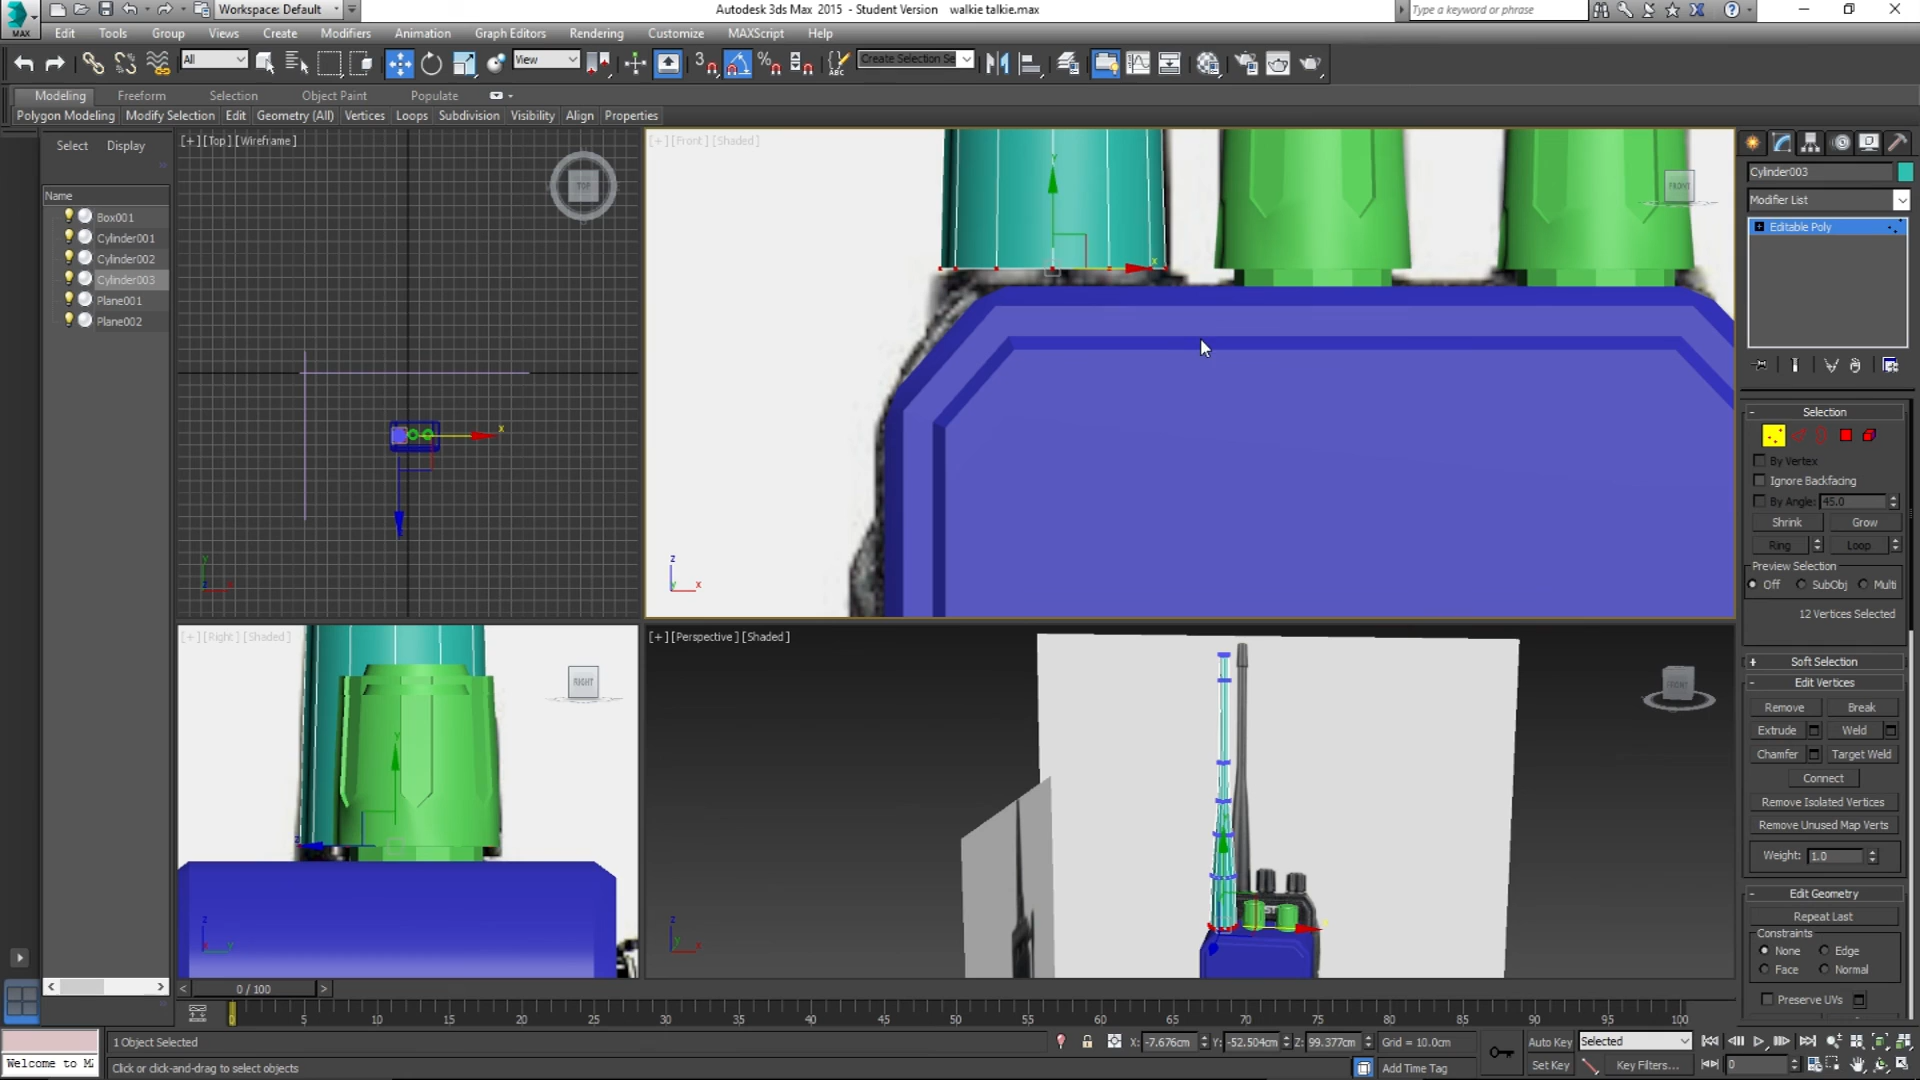 Workspace: Default
Autodesk 3ds Max 2015 - Student Version   walkie talkie.max
Type a keyword or phrase
MAX
Edit Tools Group Views Create Modifiers Animation Graph Editors Rendering Customize MAXScript Help
All View Create Selection Se
Modeling Freeform Selection Object Paint Populate
Polygon Modeling Modify Selection Edit Geometry (All) Vertices Loops Subdivision Visibility Align Properties
Select Display
Name
Box001
Cylinder001
Cylinder002
Cylinder003
Plane001
Plane002
[+][Top][Wireframe]
TOP
[+][Front][Shaded]
FRONT
[+][Right][Shaded]
RIGHT
[+][Perspective][Shaded]
FRONT
Cylinder003
Modifier List
Editable Poly
Selection
By Vertex
Ignore Backfacing
By Angle: 45.0
Shrink Grow
Ring Loop
Preview Selection
Off SubObj Multi
12 Vertices Selected
Soft Selection
Edit Vertices
Remove Break
Extrude Weld
Chamfer Target Weld
Connect
Remove Isolated Vertices
Remove Unused Map Verts
Weight: 1.0
Edit Geometry
Repeat Last
Constraints
None Edge
Face Normal
Preserve UVs
0 / 100
0 5 10 15 20 25 30 35 40 45 50 55 60 65 70 75 80 85 90 95 100
1 Object Selected
X: -7.676cm Y: -52.504cm Z: 99.377cm Grid = 10.0cm
Auto Key Selected
Welcome to M
Click or click-and-drag to select objects
Add Time Tag
Set Key Key Filters... 0